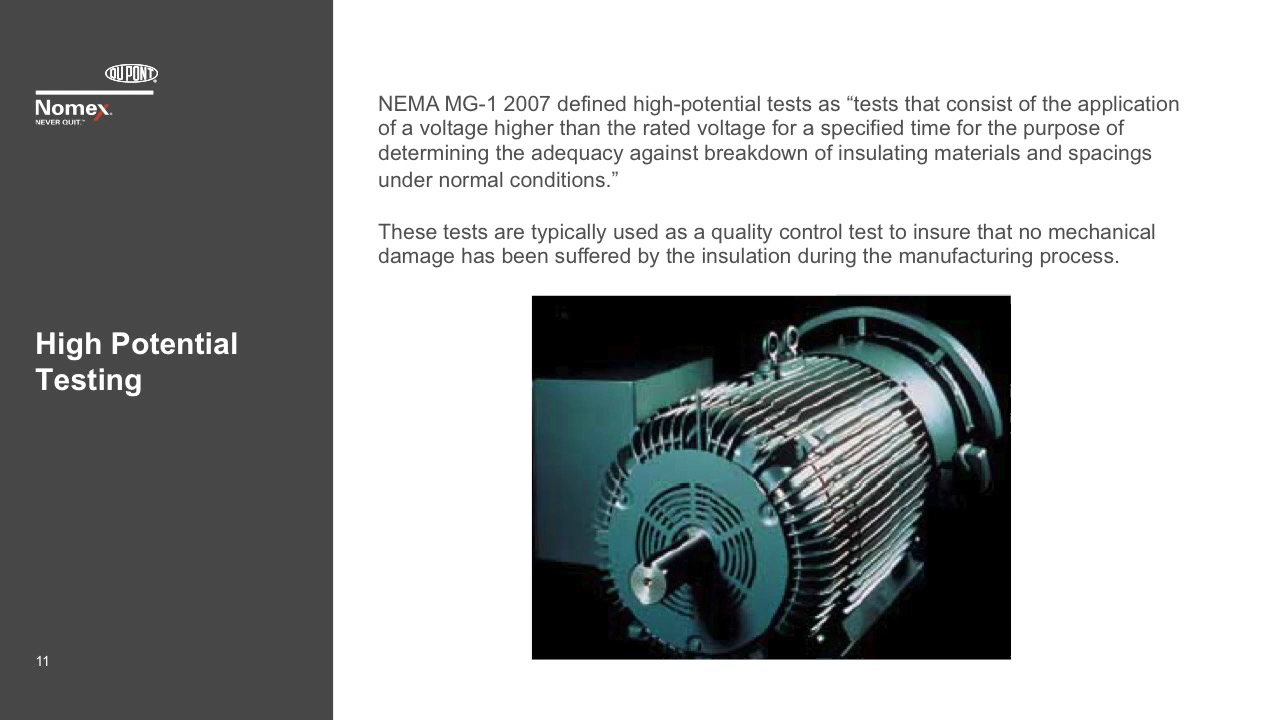 DU PONT
Nomex®
NEVER QUIT.™
High Potential
Testing
11
NEMA MG-1 2007 defined high-potential tests as “tests that consist of the application
of a voltage higher than the rated voltage for a specified time for the purpose of
determining the adequacy against breakdown of insulating materials and spacings
under normal conditions.”
These tests are typically used as a quality control test to insure that no mechanical
damage has been suffered by the insulation during the manufacturing process.